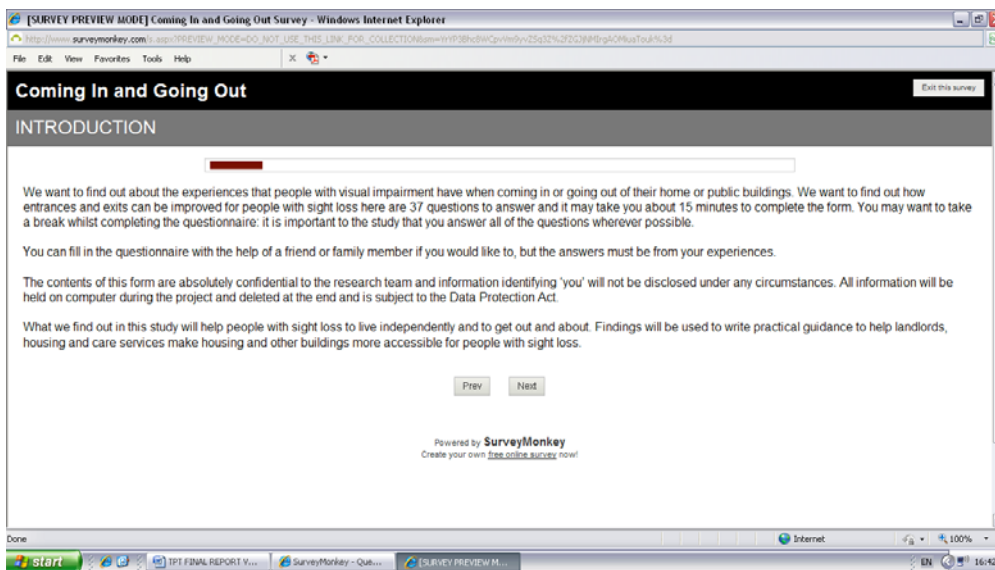 [SURVEY PREVIEW MODE] Coming In and Going Out Survey - Windows Internet Explorer
File Edit View Favorites Tools Help
Coming In and Going Out
Exit this survey
INTRODUCTION
We want to find out about the experiences that people with visual impairment have when coming in or going out of their home or public buildings. We want to find out how
entrances and exits can be improved for people with sight loss here are 37 questions to answer and it may take you about 15 minutes to complete the form. You may want to take
a break whilst completing the questionnaire: it is important to the study that you answer all of the questions wherever possible.
You can fill in the questionnaire with the help of a friend or family member if you would like to, but the answers must be from your experiences.
The contents of this form are absolutely confidential to the research team and information identifying 'you' will not be disclosed under any circumstances. All information will be
held on computer during the project and deleted at the end and is subject to the Data Protection Act.
What we find out in this study will help people with sight loss to live independently and to get out and about. Findings will be used to write practical guidance to help landlords,
housing and care services make housing and other buildings more accessible for people with sight loss.
Prev Next
Powered by SurveyMonkey
Create your own free online survey now!
Done Internet 100%
start TPT FINAL REPORT V... SurveyMonkey - Que... [SURVEY PREVIEW M... EN 16:42